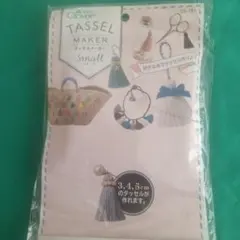 Clover
TASSEL
MAKER
タッセルメーカー
Small
3,4,5cm
のタッセルが
作れます。